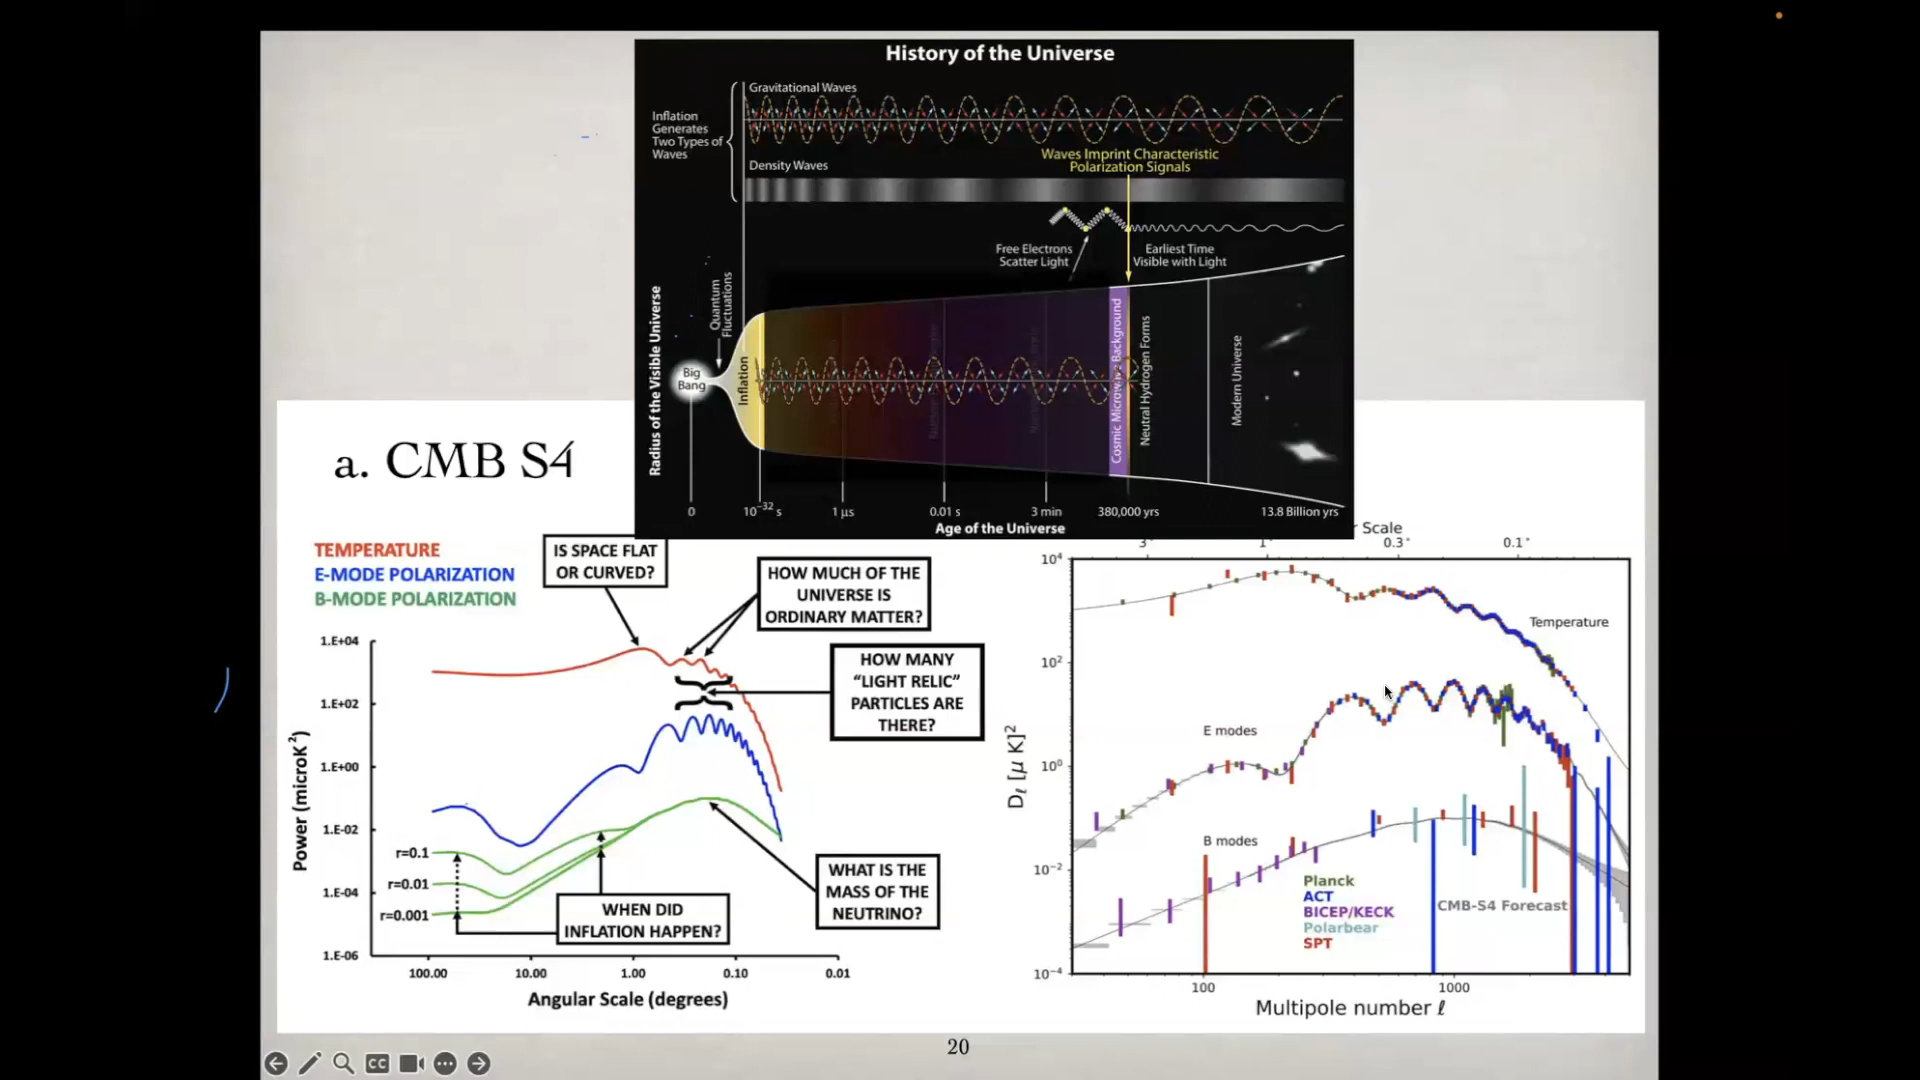 History of the Universe
Gravitational Waves
Inflation
Generates
Two Types of
Waves
Waves Imprint Characteristic
Polarization Signals
Density Waves
Free Electrons
Scatter Light
Earliest Time
Visible with Light
Radius of the Visible Universe
Quantum
Fluctuations
Big
Bang
Inflation
Cosmic Microwave Background
Neutral Hydrogen Forms
Modern Universe
0
10⁻³² s
1 µs
0.01 s
3 min
380,000 yrs
13.8 Billion yrs
Age of the Universe
a. CMB S4
TEMPERATURE
E-MODE POLARIZATION
B-MODE POLARIZATION
IS SPACE FLAT
OR CURVED?
HOW MUCH OF THE
UNIVERSE IS
ORDINARY MATTER?
HOW MANY
“LIGHT RELIC”
PARTICLES ARE
THERE?
WHAT IS THE
MASS OF THE
NEUTRINO?
WHEN DID
INFLATION HAPPEN?
Power (microK²)
1.E+04
1.E+02
1.E+00
1.E-02
1.E-04
1.E-06
r=0.1
r=0.01
r=0.001
100.00
10.00
1.00
0.10
0.01
Angular Scale (degrees)
Scale
3°
1°
0.3°
0.1°
10⁴
10²
10⁰
10⁻²
10⁻⁴
Dℓ [μ K]²
Temperature
E modes
B modes
Planck
ACT
BICEP/KECK
Polarbear
SPT
CMB-S4 Forecast
100
1000
Multipole number ℓ
20
CC